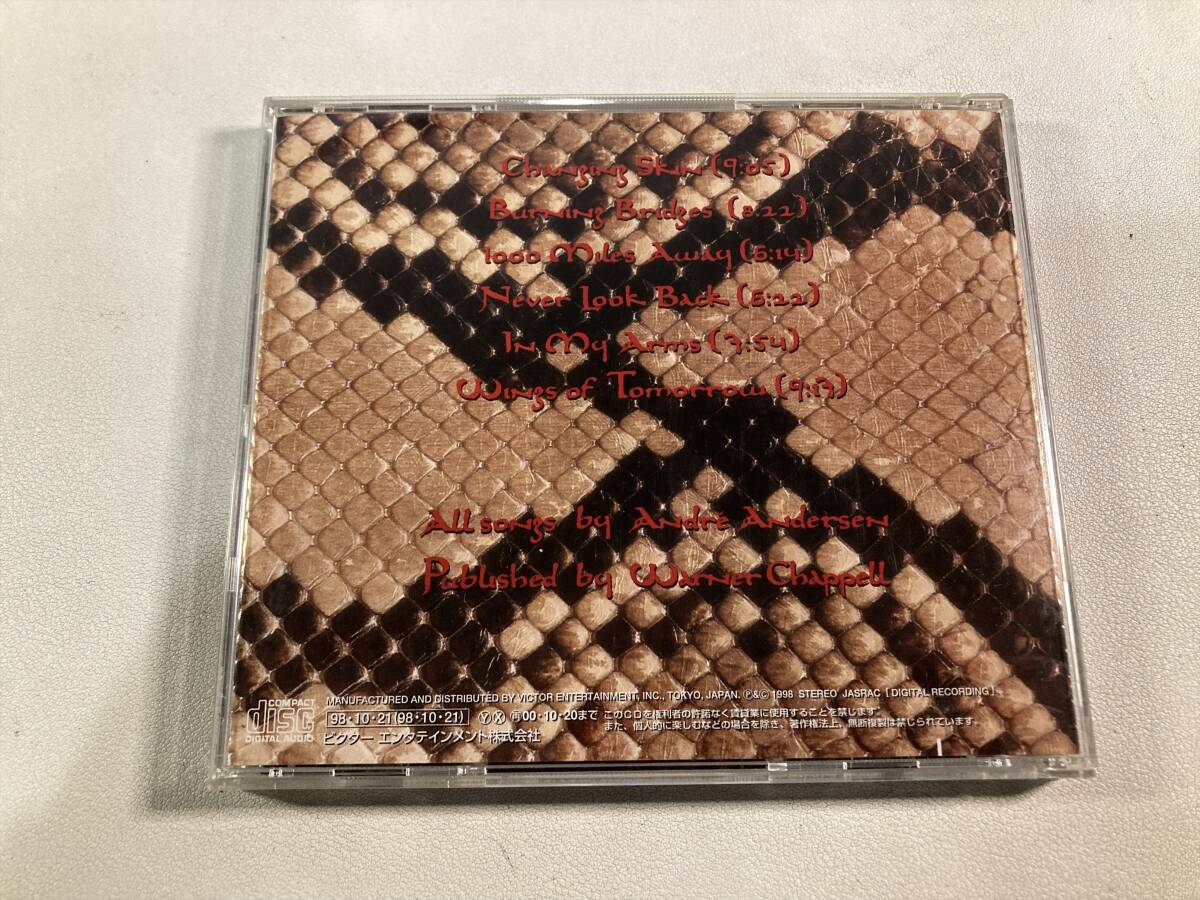 Changing Skin (9:05)
Burning Bridges (8:22)
1000 Miles Away (6:14)
Never Look Back (6:22)
In My Arms (7:54)
Wings of Tomorrow (9:17)
All songs by Andre Andersen
Published by Warner Chappell
COMPACT
disc
DIGITAL AUDIO
MANUFACTURED AND DISTRIBUTED BY VICTOR ENTERTAINMENT, INC., TOKYO, JAPAN. ℗&© 1998 STEREO JASRAC [DIGITAL RECORDING]
98・10・21(98・10・21) Y X 再00・10・20まで
ビクター エンタテインメント株式会社
このCDを権利者の許諾なく賃貸業に使用することを禁じます。
また、個人的に楽しむなどの場合を除き、著作権法上、無断複製は禁じられています。